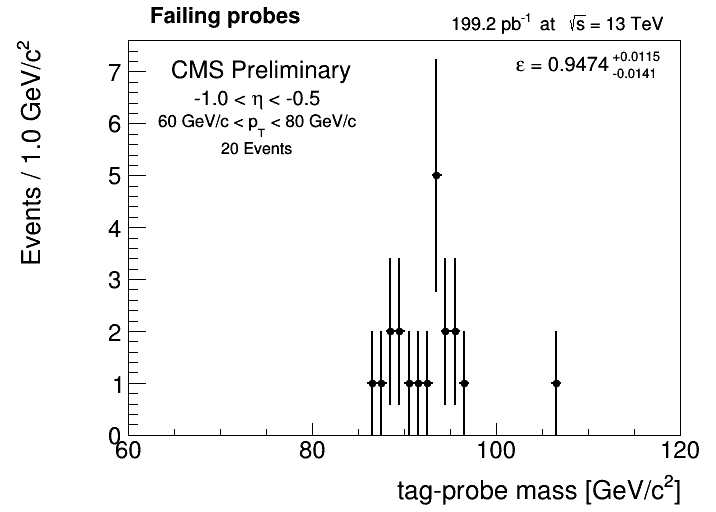 Failing probes
199.2 pb⁻¹ at √s = 13 TeV
CMS Preliminary
ε = 0.9474 +0.0115 -0.0141
-1.0 < η < -0.5
60 GeV/c < p_T < 80 GeV/c
20 Events
Events / 1.0 GeV/c²
7
6
5
4
3
2
1
0
60 80 100 120
tag-probe mass [GeV/c²]